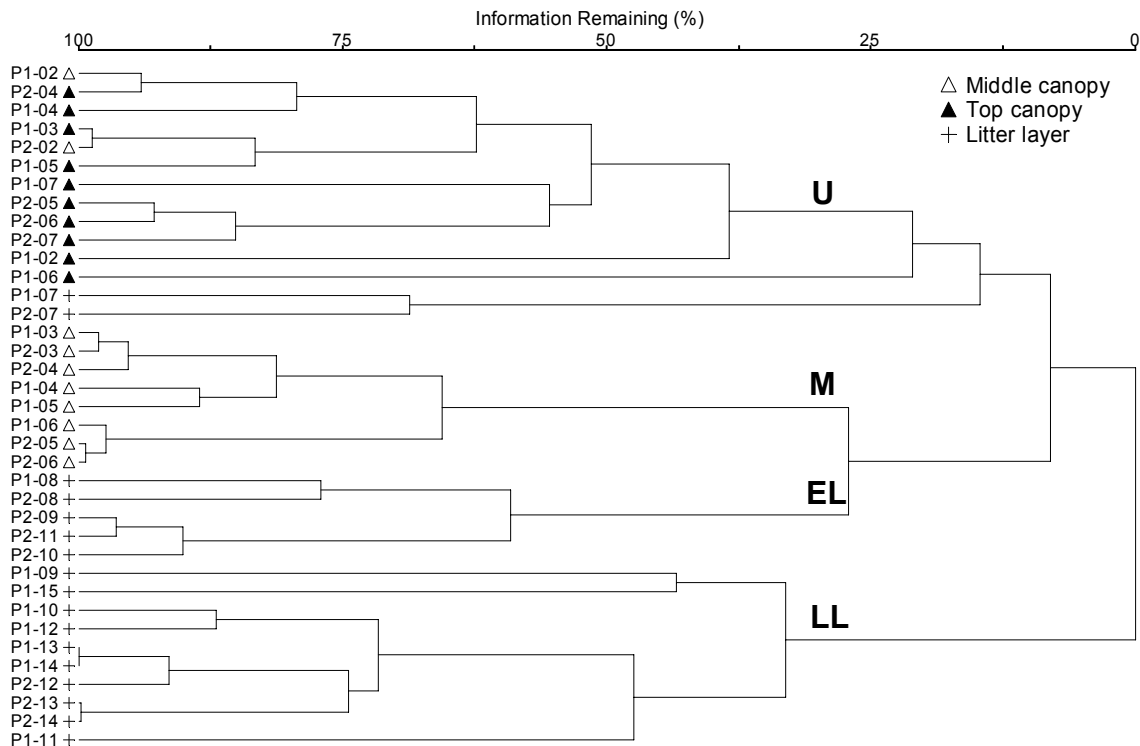 Information Remaining (%)
100 75 50 25 0
P1-02
P2-04
P1-04
P1-03
P2-02
P1-05
P1-07
P2-05
P2-06
P2-07
P1-02
P1-06
P1-07
P2-07
P1-03
P2-03
P2-04
P1-04
P1-05
P1-06
P2-05
P2-06
P1-08
P2-08
P2-09
P2-11
P2-10
P1-09
P1-15
P1-10
P1-12
P1-13
P1-14
P2-12
P2-13
P2-14
P1-11
U
M
EL
LL
Middle canopy
Top canopy
Litter layer